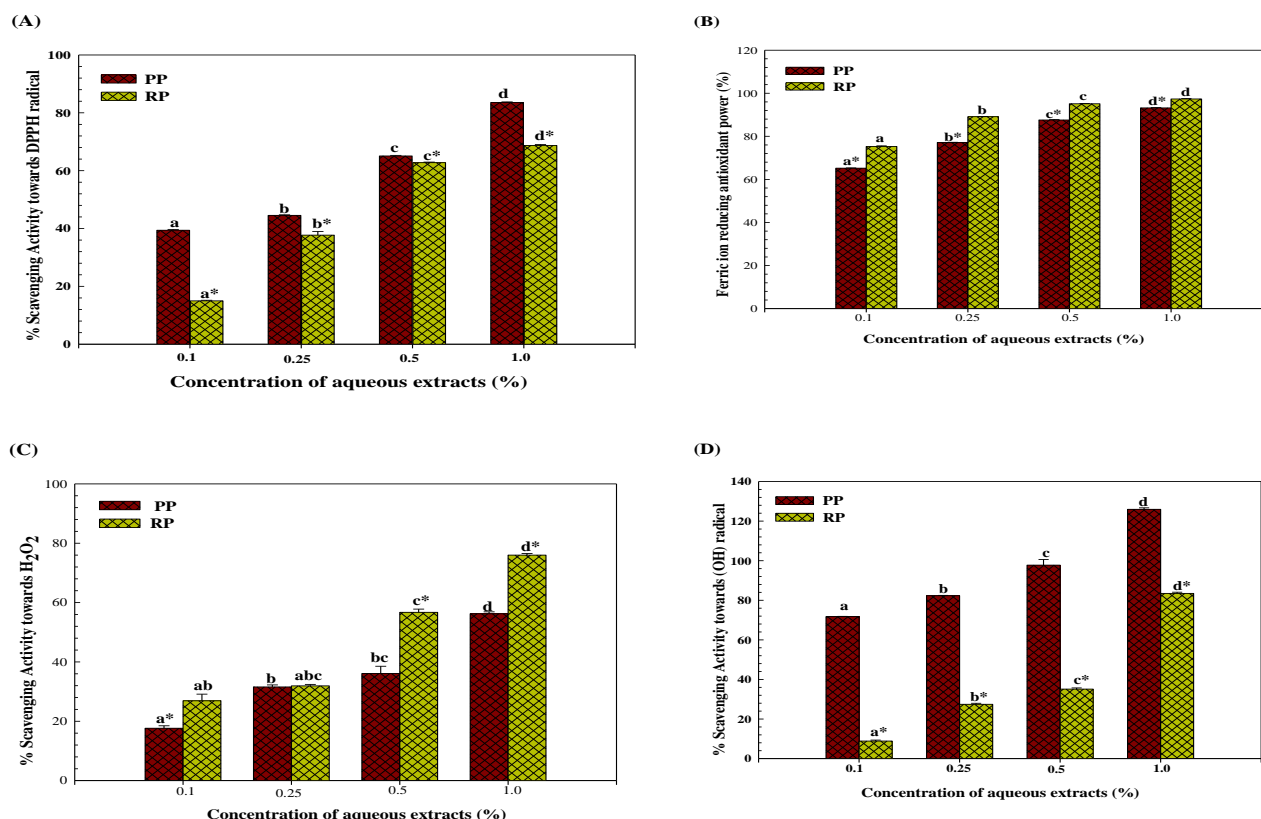 (A)
% Scavenging Activity towards DPPH radical
100
80
60
40
20
0
PP
RP
a
a*
b
b*
c
c*
d
d*
0.1 0.25 0.5 1.0
Concentration of aqueous extracts (%)
(B)
Ferric ion reducing antioxidant power (%)
120
100
80
60
40
20
0
PP
RP
a*
a
b*
b
c*
c
d*
d
0.1 0.25 0.5 1.0
Concentration of aqueous extracts (%)
(C)
% Scavenging Activity towards H2O2
100
80
60
40
20
0
PP
RP
a*
ab
b
abc
bc
c*
d
d*
0.1 0.25 0.5 1.0
Concentration of aqueous extracts (%)
(D)
% Scavenging Activity towards (OH) radical
140
120
100
80
60
40
20
0
PP
RP
a
a*
b
b*
c
c*
d
d*
0.1 0.25 0.5 1.0
Concentration of aqueous extracts (%)